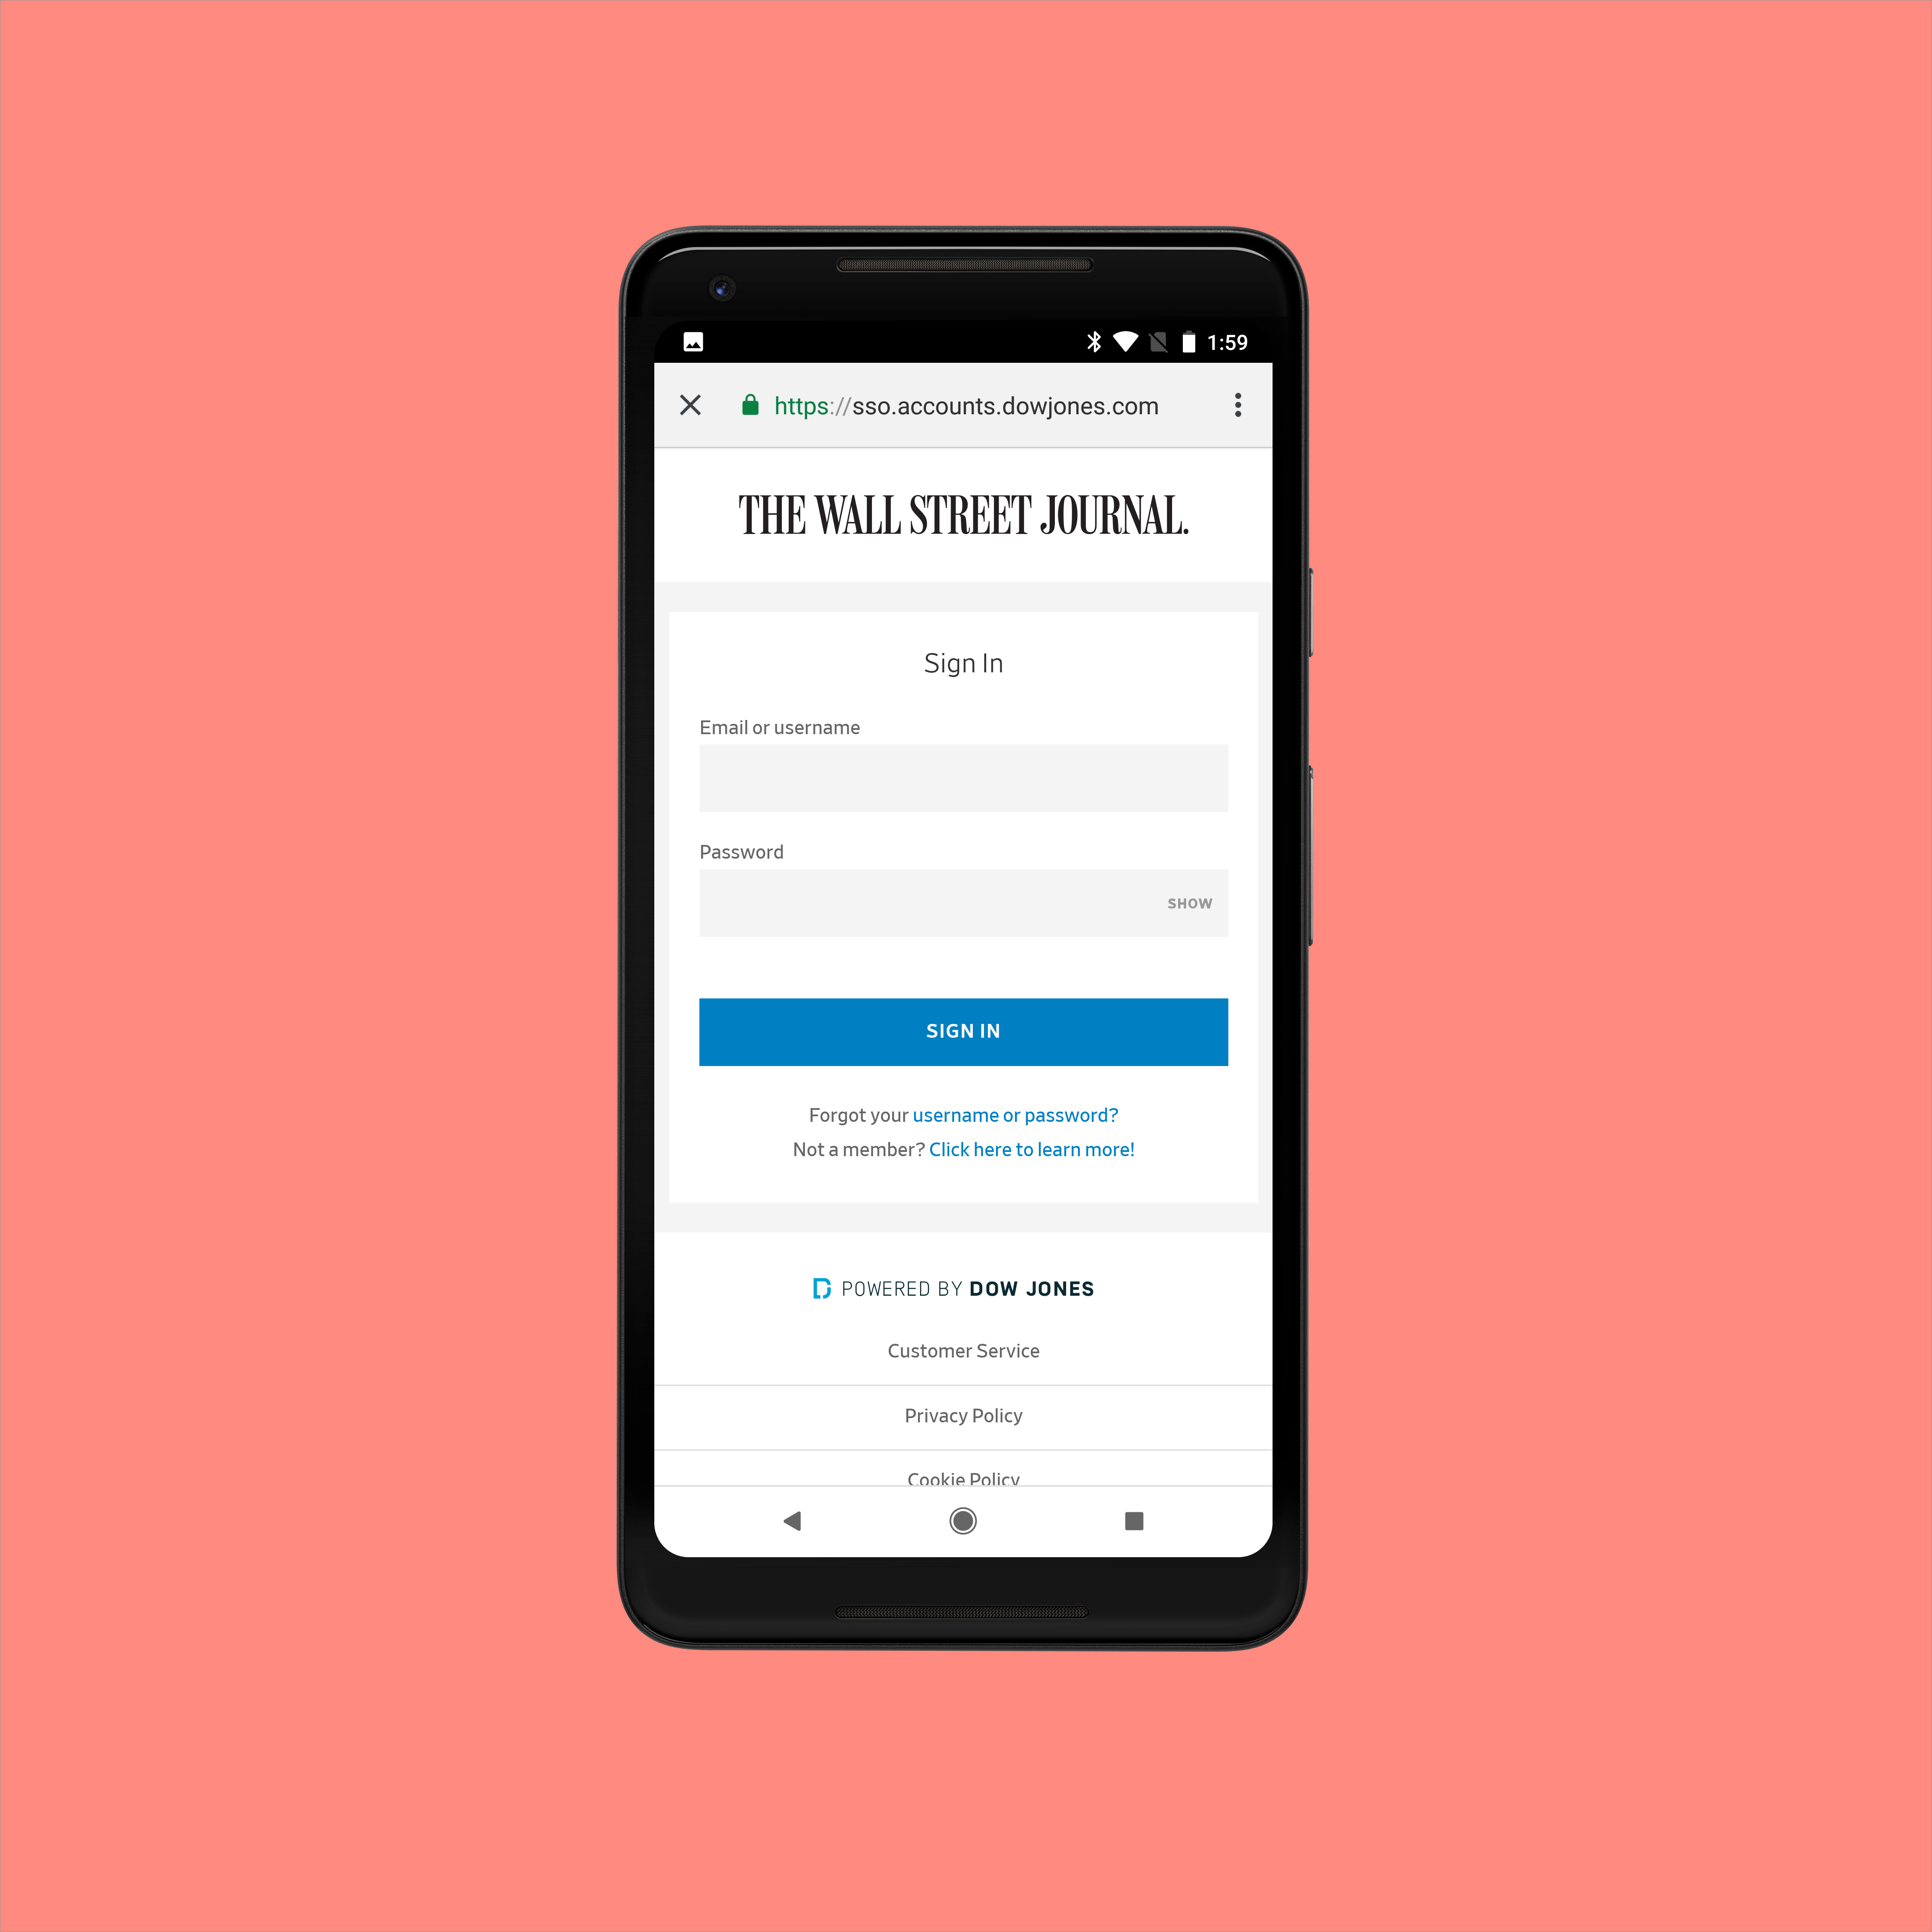 1:59
https://sso.accounts.dowjones.com
THE WALL STREET JOURNAL.
Sign In
Email or username
Password
SHOW
SIGN IN
Forgot your username or password?
Not a member? Click here to learn more!
POWERED BY DOW JONES
Customer Service
Privacy Policy
Cookie Policy